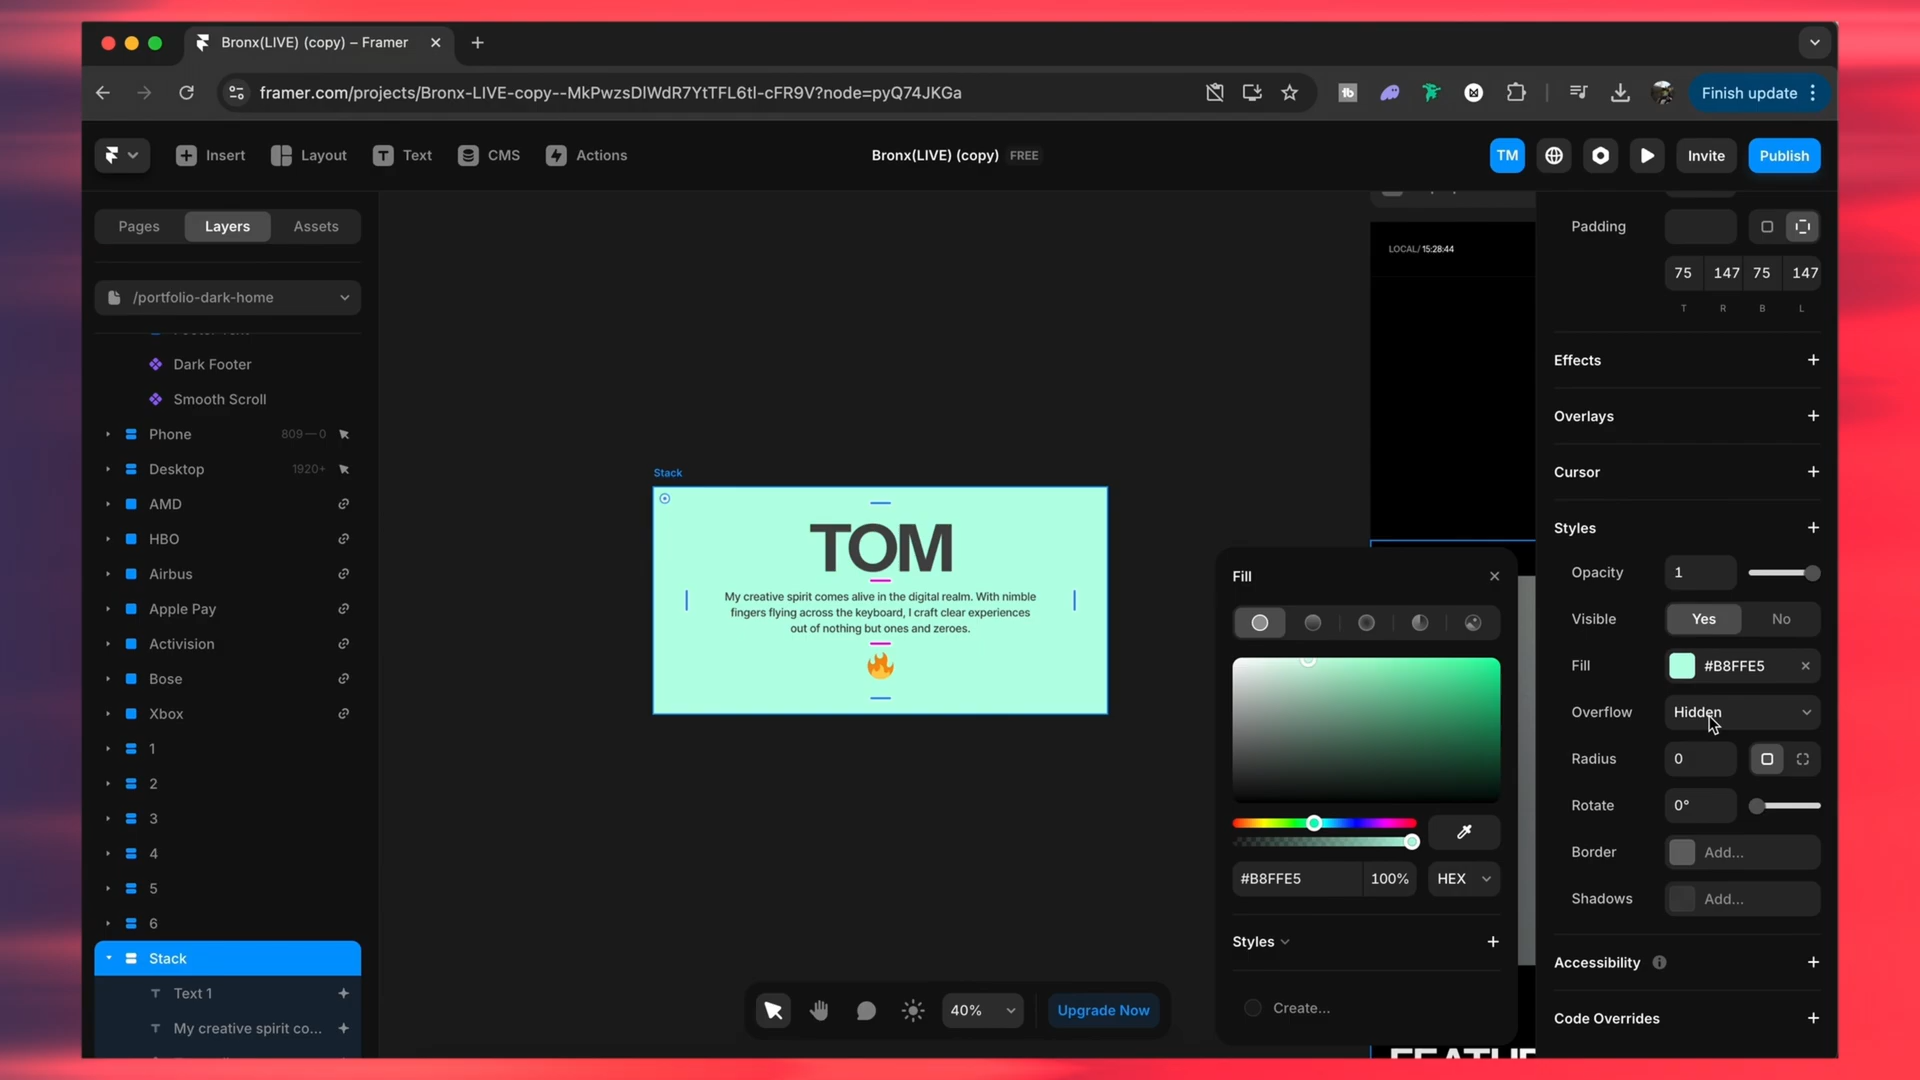 Bronx(LIVE) (copy) – Framer
framer.com/projects/Bronx-LIVE-copy--MkPwzsDlWdR7YtTFL6tl-cFR9V?node=pyQ74JKGa
tb
Finish update
Insert
Layout
T Text
CMS
Actions
Bronx(LIVE) (copy) FREE
TM
Invite
Publish
Pages
Layers
Assets
/portfolio-dark-home
Dark Footer
Smooth Scroll
Phone 809 — 0
Desktop 1920+
AMD
HBO
Airbus
Apple Pay
Activision
Bose
Xbox
1
2
3
4
5
6
Stack
T Text 1
T My creative spirit co...
Stack
TOM
My creative spirit comes alive in the digital realm. With nimble
fingers flying across the keyboard, I craft clear experiences
out of nothing but ones and zeroes.
LOCAL/ 15:28:44
40%
Upgrade Now
Fill
#B8FFE5 100% HEX
Styles
Create...
Padding
75 147 75 147
T R B L
Effects
Overlays
Cursor
Styles
Opacity 1
Visible Yes No
Fill #B8FFE5
Overflow Hidden
Radius 0
Rotate 0°
Border Add...
Shadows Add...
Accessibility
Code Overrides